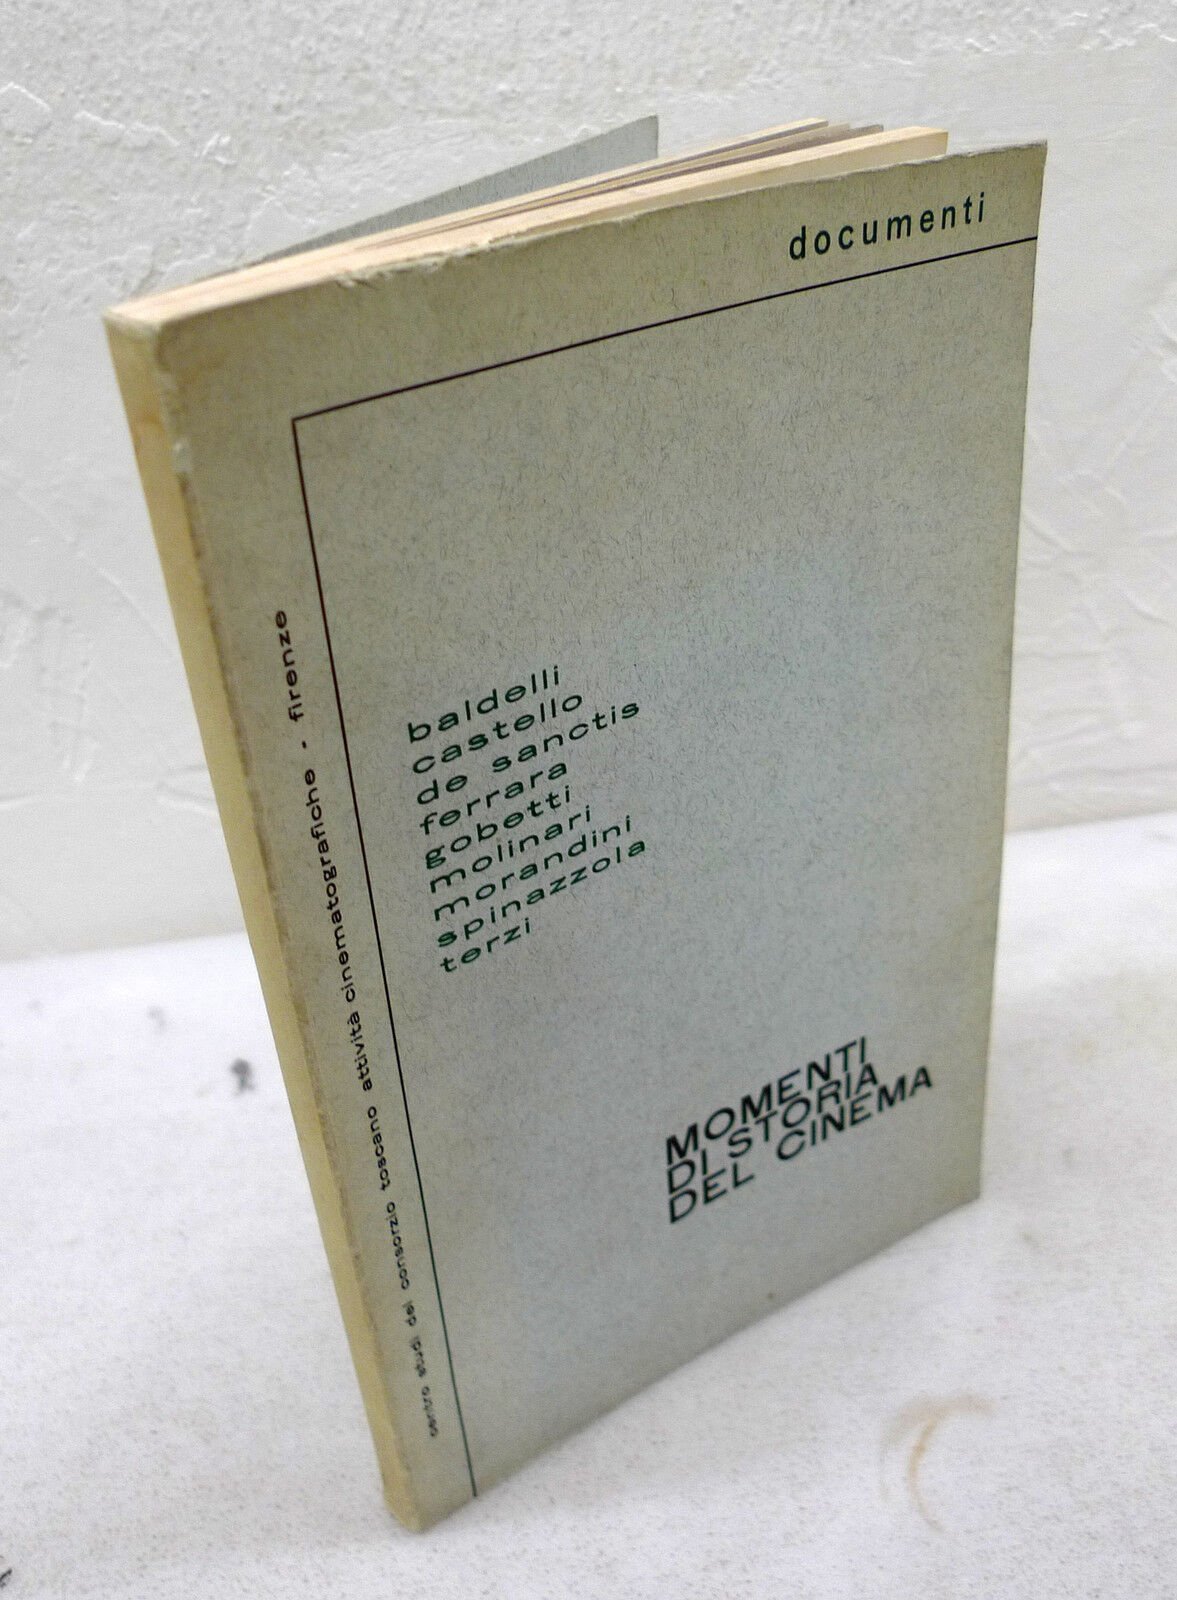 documenti
baldelli
castello
de sanctis
ferrara
gobetti
molinari
morandini
spinazzola
terzi
MOMENTI
DI STORIA
DEL CINEMA
centro studi del consorzio toscano attività cinematografiche - firenze